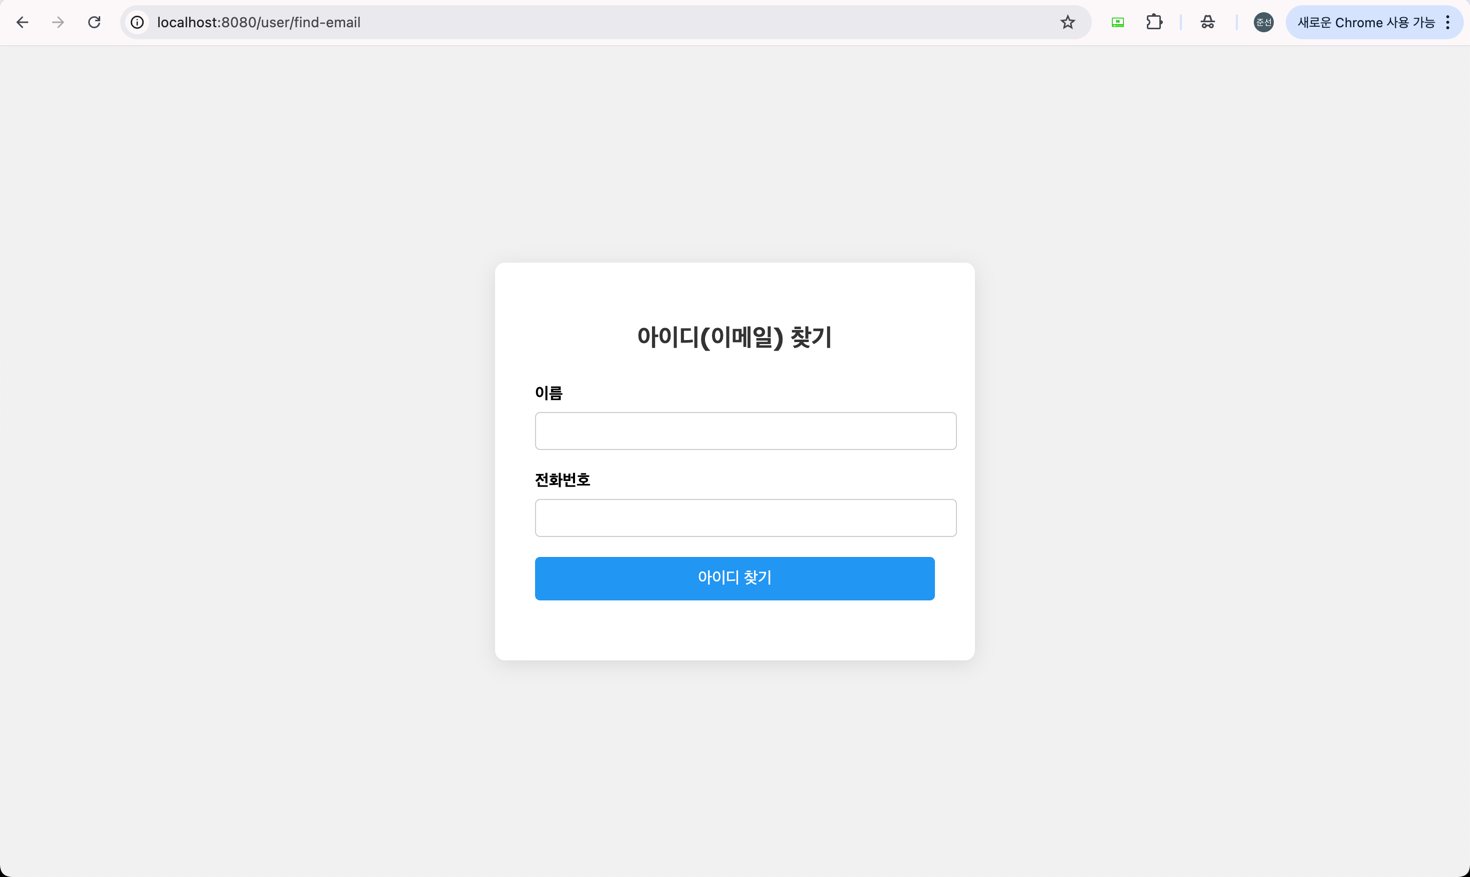 localhost:8080/user/find-email
준선
새로운 Chrome 사용 가능
아이디(이메일) 찾기
이름
전화번호
아이디 찾기